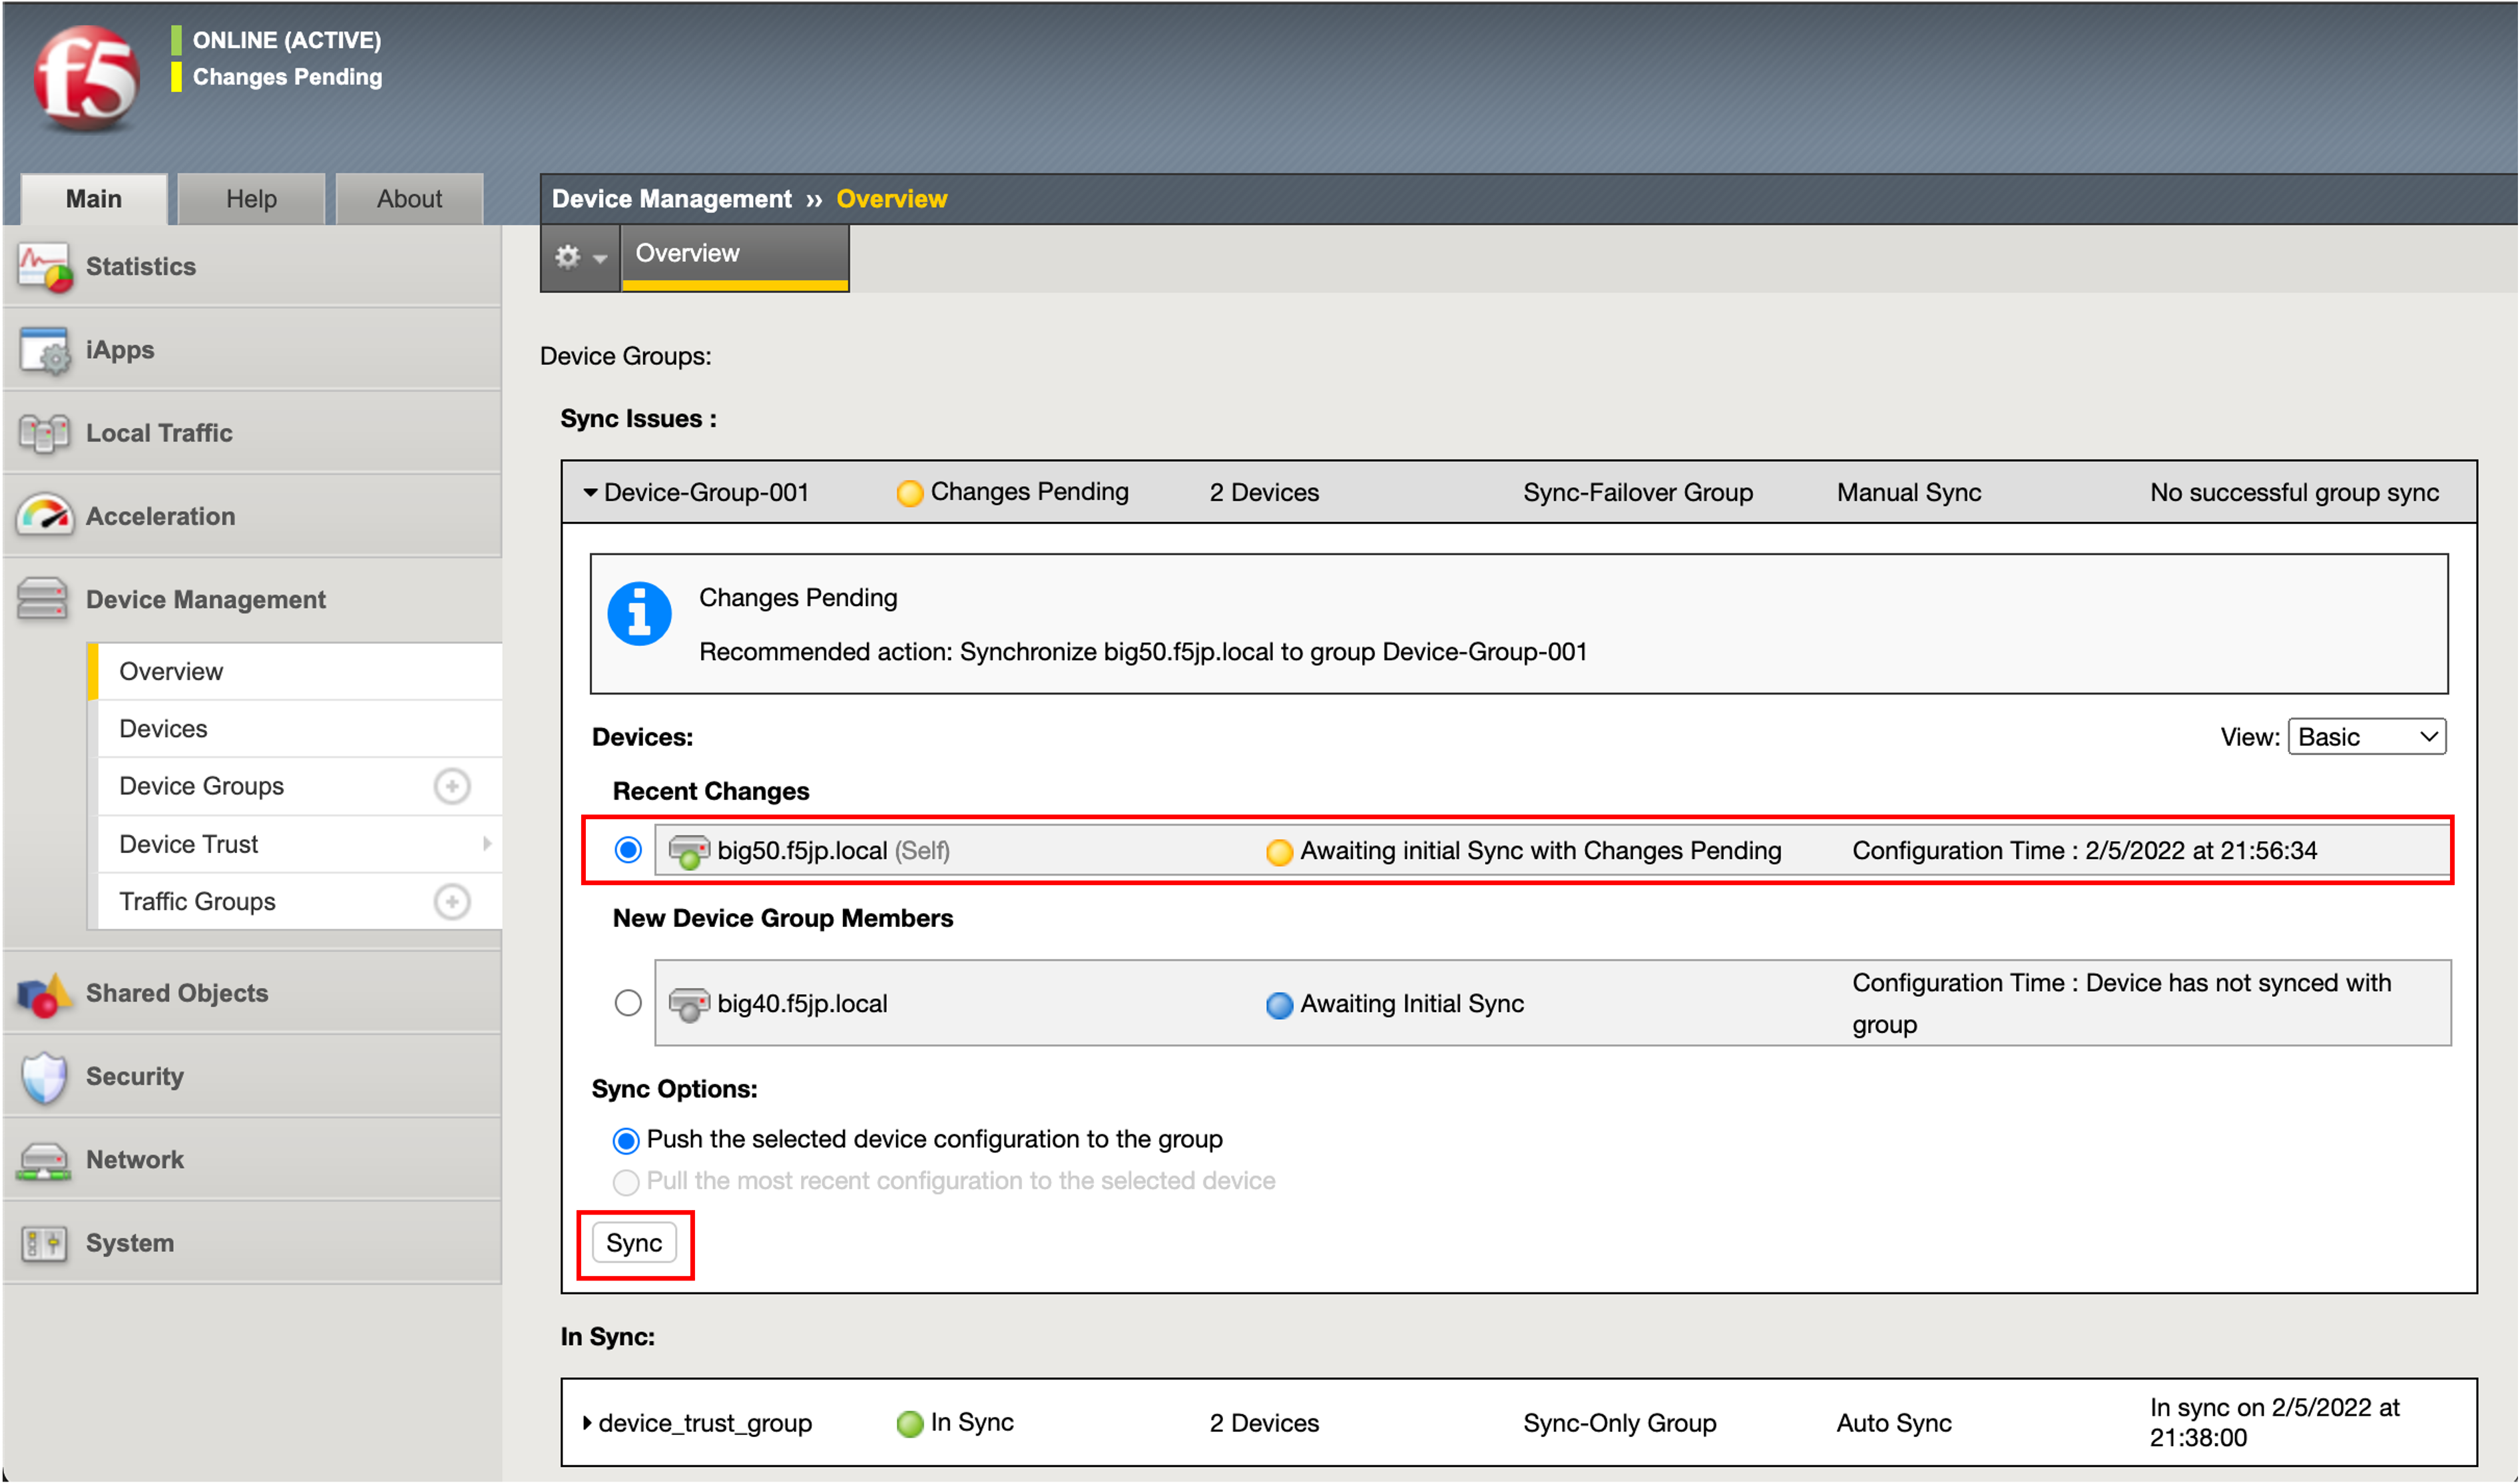 f5
ONLINE (ACTIVE)
Changes Pending
Main
Help
About
Device Management ›› Overview
Overview
Statistics
iApps
Local Traffic
Acceleration
Device Management
Overview
Devices
Device Groups
Device Trust
Traffic Groups
Shared Objects
Security
Network
System
Device Groups:
Sync Issues :
Device-Group-001 Changes Pending 2 Devices Sync-Failover Group Manual Sync No successful group sync
Changes Pending
Recommended action: Synchronize big50.f5jp.local to group Device-Group-001
Devices:
View: Basic
Recent Changes
big50.f5jp.local (Self) Awaiting initial Sync with Changes Pending Configuration Time : 2/5/2022 at 21:56:34
New Device Group Members
big40.f5jp.local Awaiting Initial Sync Configuration Time : Device has not synced with
group
Sync Options:
Push the selected device configuration to the group
Pull the most recent configuration to the selected device
Sync
In Sync:
device_trust_group In Sync 2 Devices Sync-Only Group Auto Sync In sync on 2/5/2022 at
21:38:00